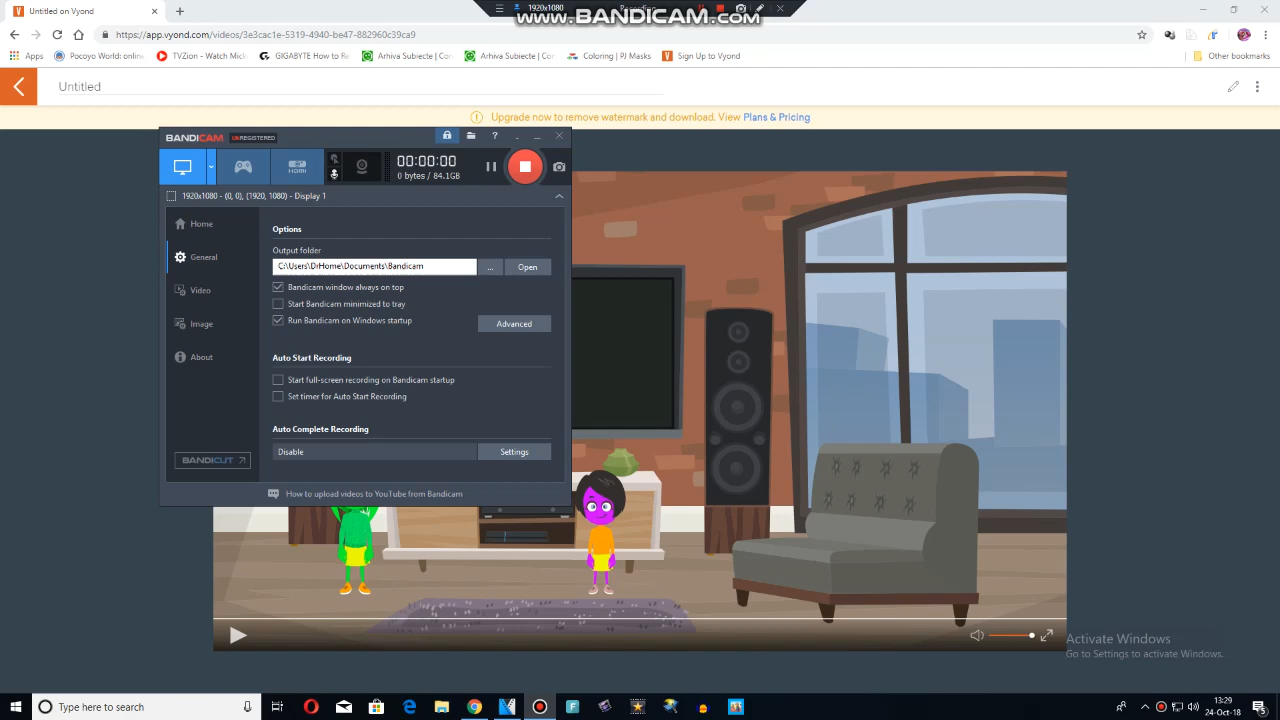 Untitled on Vyond
1920x1080
Recording
www.BANDICAM.com
https://app.vyond.com/videos/3e3cac1e-5319-4940-be47-882960c39ca9
Apps
Pocoyo World: online
TVZion - Watch Mick
GIGABYTE How to Re
Arhiva Subiecte | Con
Arhiva Subiecte | Con
Coloring | PJ Masks
Sign Up to Vyond
Other bookmarks
Untitled
Upgrade now to remove watermark and download. View Plans & Pricing
BANDICAM UNREGISTERED
HDMI
00:00:00
0 bytes / 84.1GB
1920x1080 - (0, 0), (1920, 1080) - Display 1
Home
General
Video
Image
About
BANDICUT
Options
Output folder
C:\Users\DrHome\Documents\Bandicam
...
Open
Bandicam window always on top
Start Bandicam minimized to tray
Run Bandicam on Windows startup
Advanced
Auto Start Recording
Start full-screen recording on Bandicam startup
Set timer for Auto Start Recording
Auto Complete Recording
Disable
Settings
How to upload videos to YouTube from Bandicam
Activate Windows
Go to Settings to activate Windows.
Type here to search
13:29
24-Oct-18